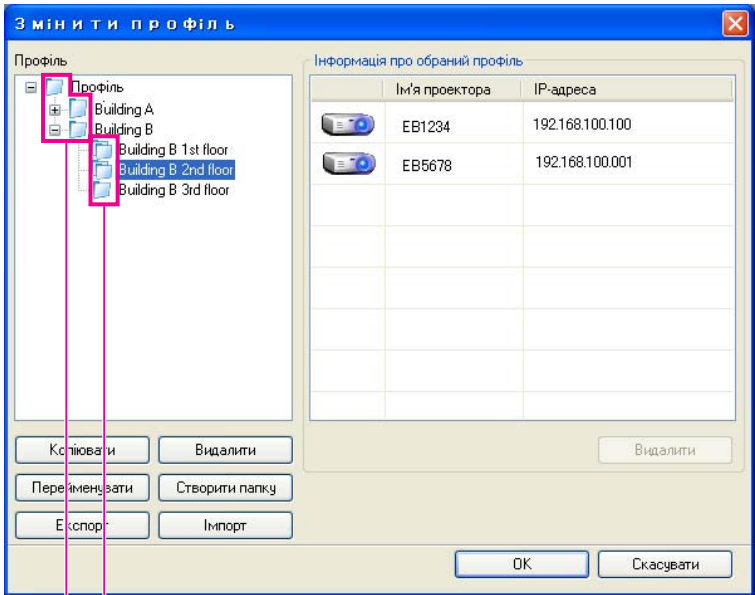 Змінити профіль
Профіль
Профіль
Building A
Building B
Building B 1st floor
Building B 2nd floor
Building B 3rd floor
Інформація про обраний профіль
Ім'я проектора IP-адреса
EB1234 192.168.100.100
EB5678 192.168.100.001
Копіювати Видалити
Перейменувати Створити папку
Експорт Імпорт
Видалити
OK Скасувати